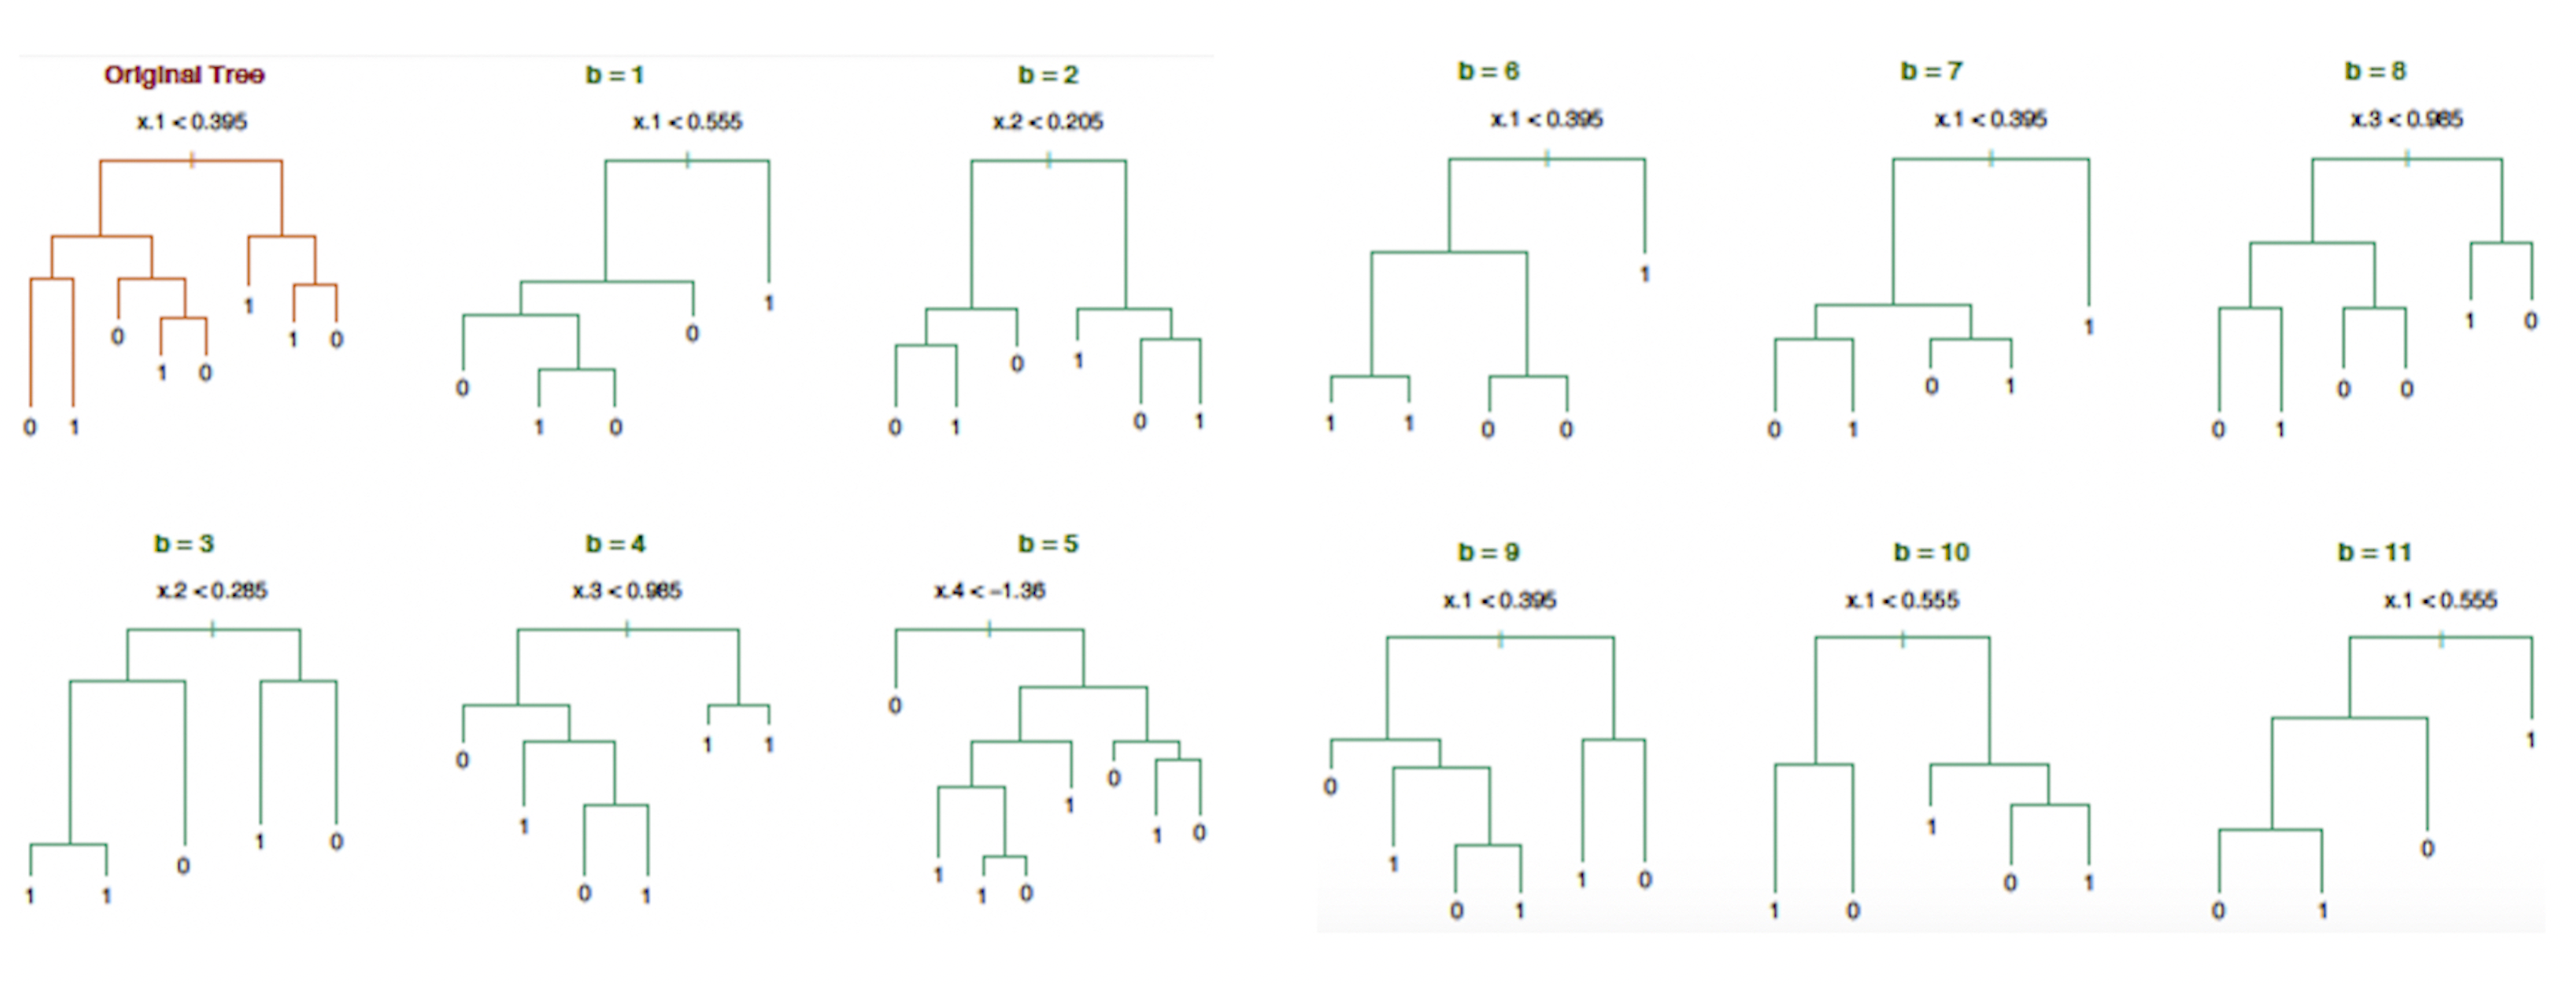 Original Tree
b = 1
b = 2
b = 6
b = 7
b = 8
x.1 < 0.395
x.1 < 0.555
x.2 < 0.205
x.1 < 0.395
x.1 < 0.395
x.3 < 0.985
0 1 0 1 0 1 1 0
0 1 0 0 1
0 1 0 1 0 1
1 1 0 0 1
0 1 0 1 1
0 1 0 0 1 0
b = 3
b = 4
b = 5
b = 9
b = 10
b = 11
x.2 < 0.285
x.3 < 0.985
x.4 < −1.36
x.1 < 0.395
x.1 < 0.555
x.1 < 0.555
1 1 0 1 0
0 1 0 1 1 1
0 1 1 0 1 0 1 0
0 1 0 1 1 0
1 0 1 0 1
0 1 0 1